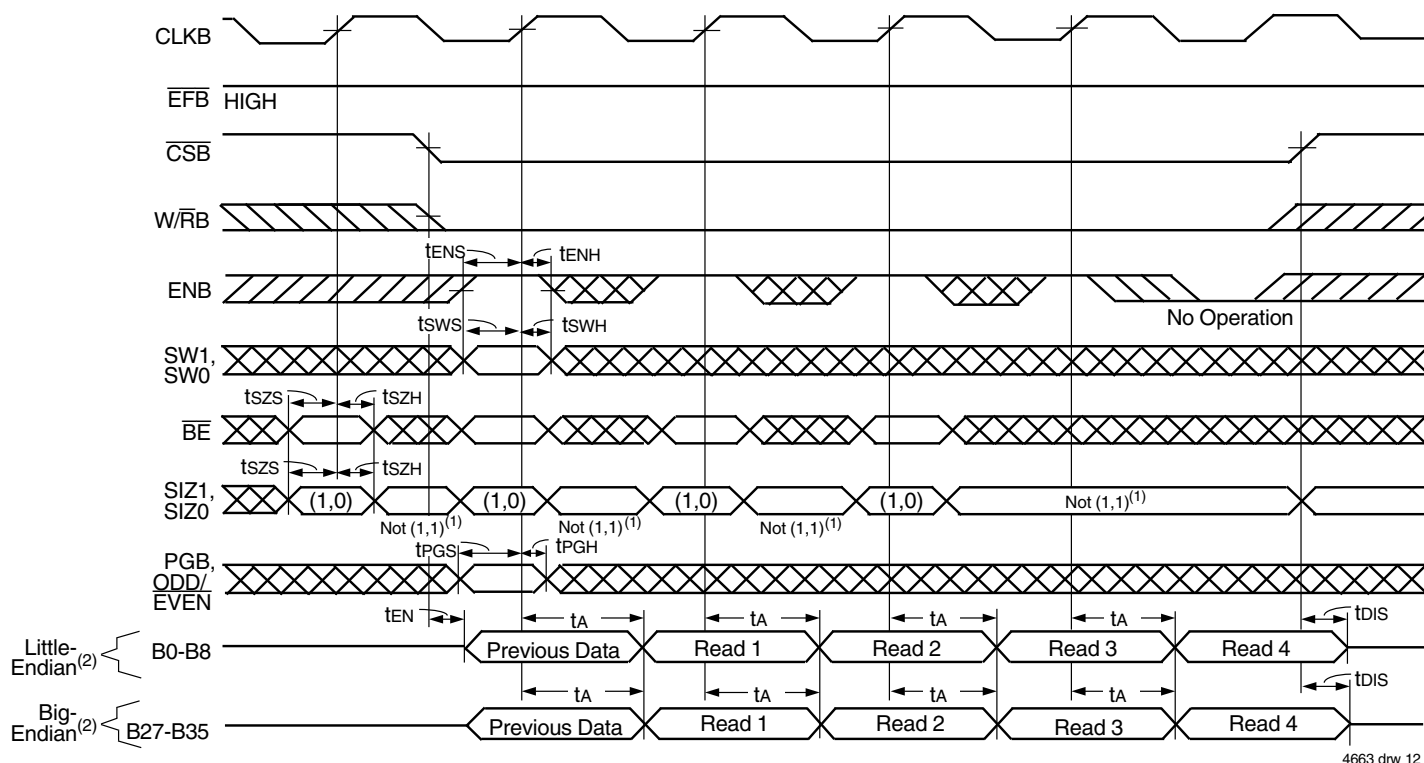 CLKB
EFB HIGH
CSB
W/RB
tENS tENH
ENB
No Operation
tSWS tSWH
SW1,
SW0
tSZS tSZH
BE
tSZS tSZH
SIZ1,
SIZ0
(1,0) (1,0) (1,0) (1,0) Not (1,1)(1)
Not (1,1)(1) Not (1,1)(1) Not (1,1)(1)
tPGS tPGH
PGB,
ODD/
EVEN
tEN tA tA tA tA tDIS
Little-
Endian(2) B0-B8 Previous Data Read 1 Read 2 Read 3 Read 4
tA tA tA tA tDIS
Big-
Endian(2) B27-B35 Previous Data Read 1 Read 2 Read 3 Read 4
4663 drw 12